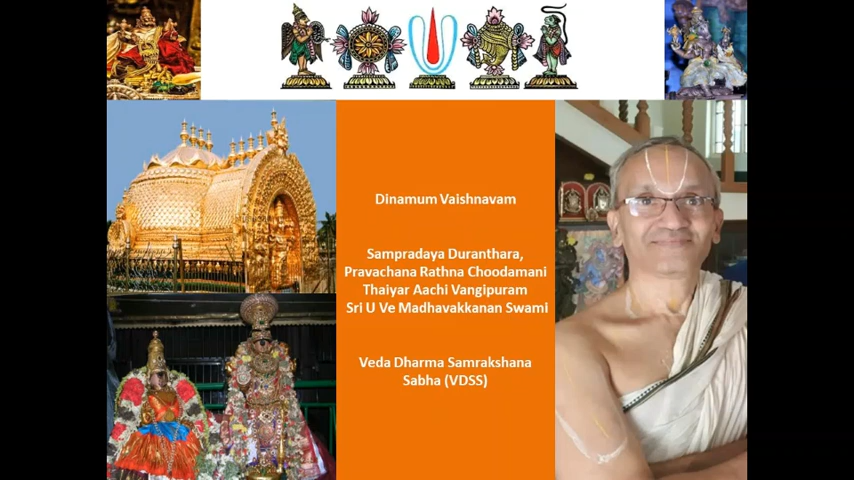 Dinamum Vaishnavam
Sampradaya Duranthara,
Pravachana Rathna Choodamani
Thaiyar Aachi Vangipuram
Sri U Ve Madhavakkanan Swami
Veda Dharma Samrakshana
Sabha (VDSS)